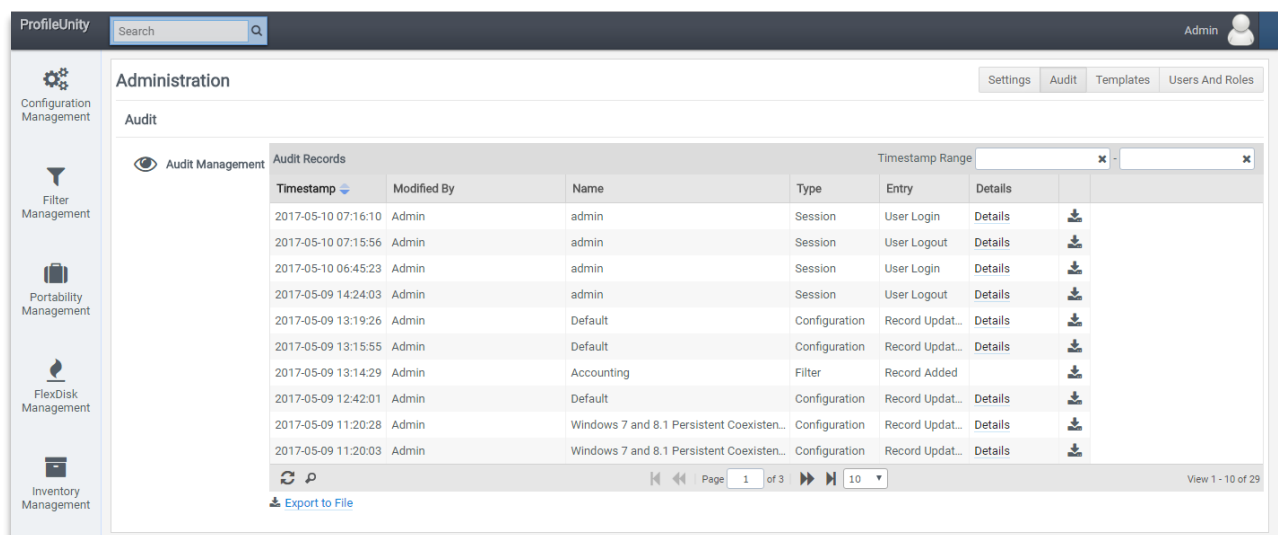 ProfileUnity Search Admin
Administration Settings Audit Templates Users And Roles
Configuration
Management
Audit
Audit Management Audit Records Timestamp Range -
Timestamp Modified By Name Type Entry Details
2017-05-10 07:16:10 Admin admin Session User Login Details
2017-05-10 07:15:56 Admin admin Session User Logout Details
2017-05-10 06:45:23 Admin admin Session User Login Details
2017-05-09 14:24:03 Admin admin Session User Logout Details
2017-05-09 13:19:26 Admin Default Configuration Record Updat... Details
2017-05-09 13:15:55 Admin Default Configuration Record Updat... Details
2017-05-09 13:14:29 Admin Accounting Filter Record Added
2017-05-09 12:42:01 Admin Default Configuration Record Updat... Details
2017-05-09 11:20:28 Admin Windows 7 and 8.1 Persistent Coexisten... Configuration Record Updat... Details
2017-05-09 11:20:03 Admin Windows 7 and 8.1 Persistent Coexisten... Configuration Record Updat... Details
Page 1 of 3 10 View 1 - 10 of 29
Export to File
Filter
Management
Portability
Management
FlexDisk
Management
Inventory
Management